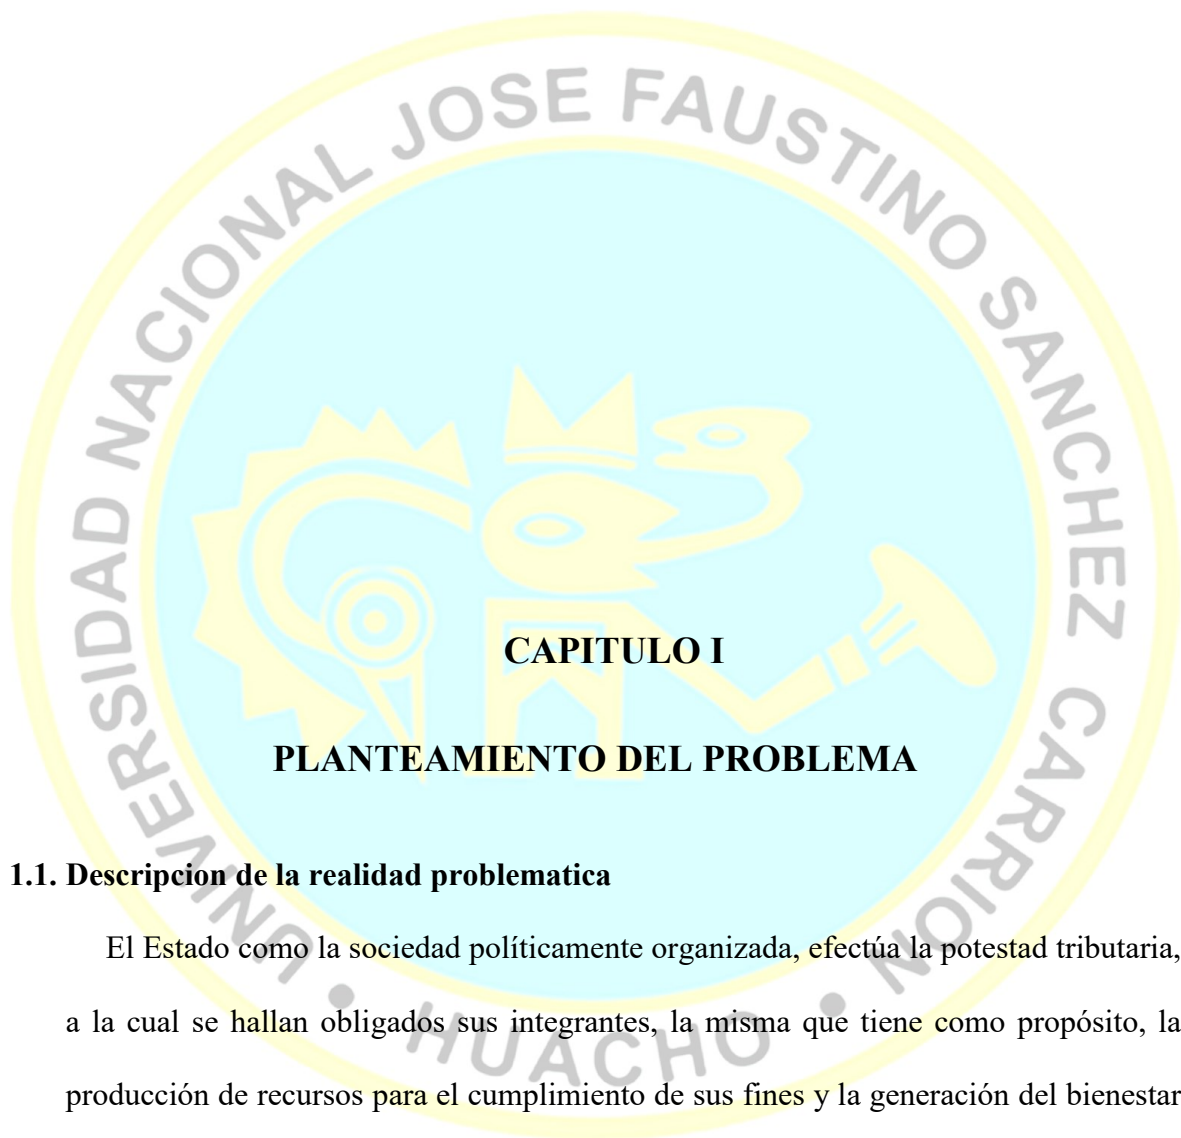 UNIVERSIDAD NACIONAL JOSE FAUSTINO SANCHEZ CARRION
• HUACHO •
CAPITULO I
PLANTEAMIENTO DEL PROBLEMA
1.1. Descripcion de la realidad problematica
El Estado como la sociedad políticamente organizada, efectúa la potestad tributaria,
a la cual se hallan obligados sus integrantes, la misma que tiene como propósito, la
producción de recursos para el cumplimiento de sus fines y la generación del bienestar